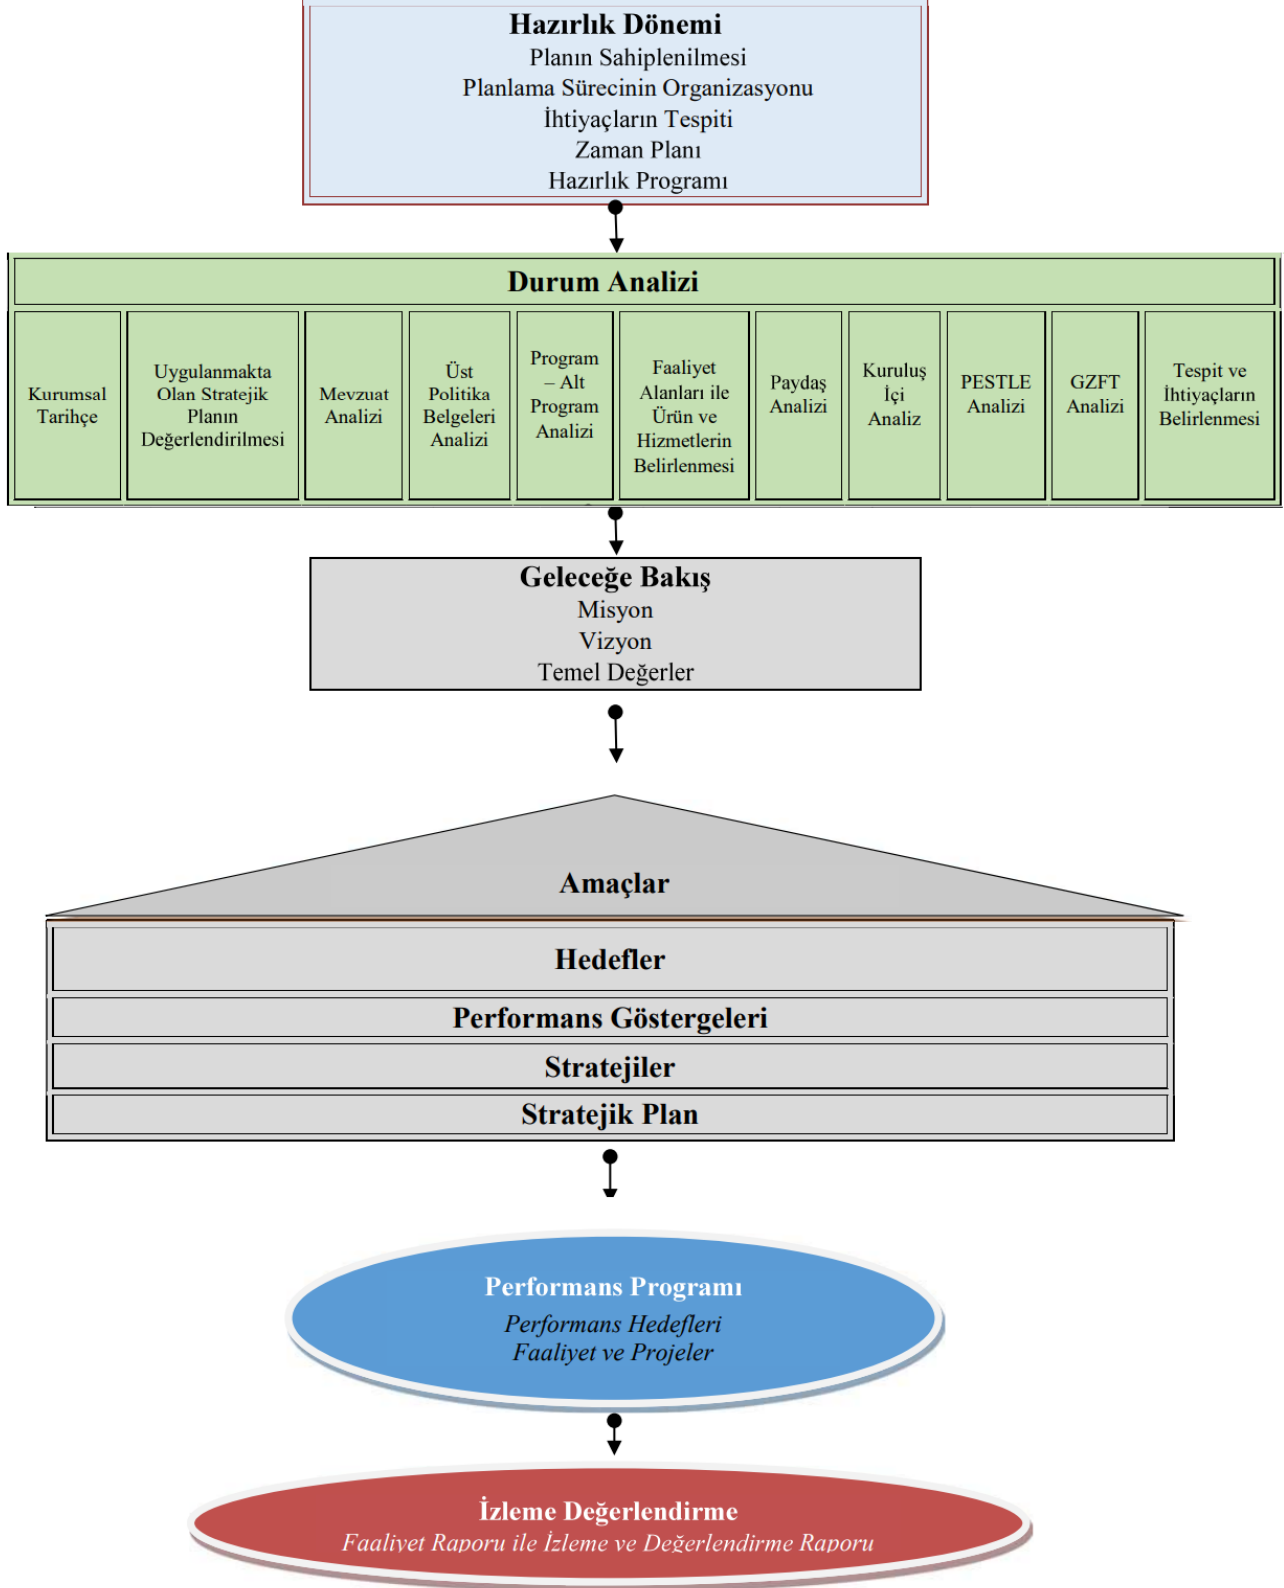 Hazırlık Dönemi
Planın Sahiplenilmesi
Planlama Sürecinin Organizasyonu
İhtiyaçların Tespiti
Zaman Planı
Hazırlık Programı
Durum Analizi
Kurumsal
Tarihçe
Uygulanmakta
Olan Stratejik
Planın
Değerlendirilmesi
Mevzuat
Analizi
Üst
Politika
Belgeleri
Analizi
Program
– Alt
Program
Analizi
Faaliyet
Alanları ile
Ürün ve
Hizmetlerin
Belirlenmesi
Paydaş
Analizi
Kuruluş
İçi
Analiz
PESTLE
Analizi
GZFT
Analizi
Tespit ve
İhtiyaçların
Belirlenmesi
Geleceğe Bakış
Misyon
Vizyon
Temel Değerler
Amaçlar
Hedefler
Performans Göstergeleri
Stratejiler
Stratejik Plan
Performans Programı
Performans Hedefleri
Faaliyet ve Projeler
İzleme Değerlendirme
Faaliyet Raporu ile İzleme ve Değerlendirme Raporu